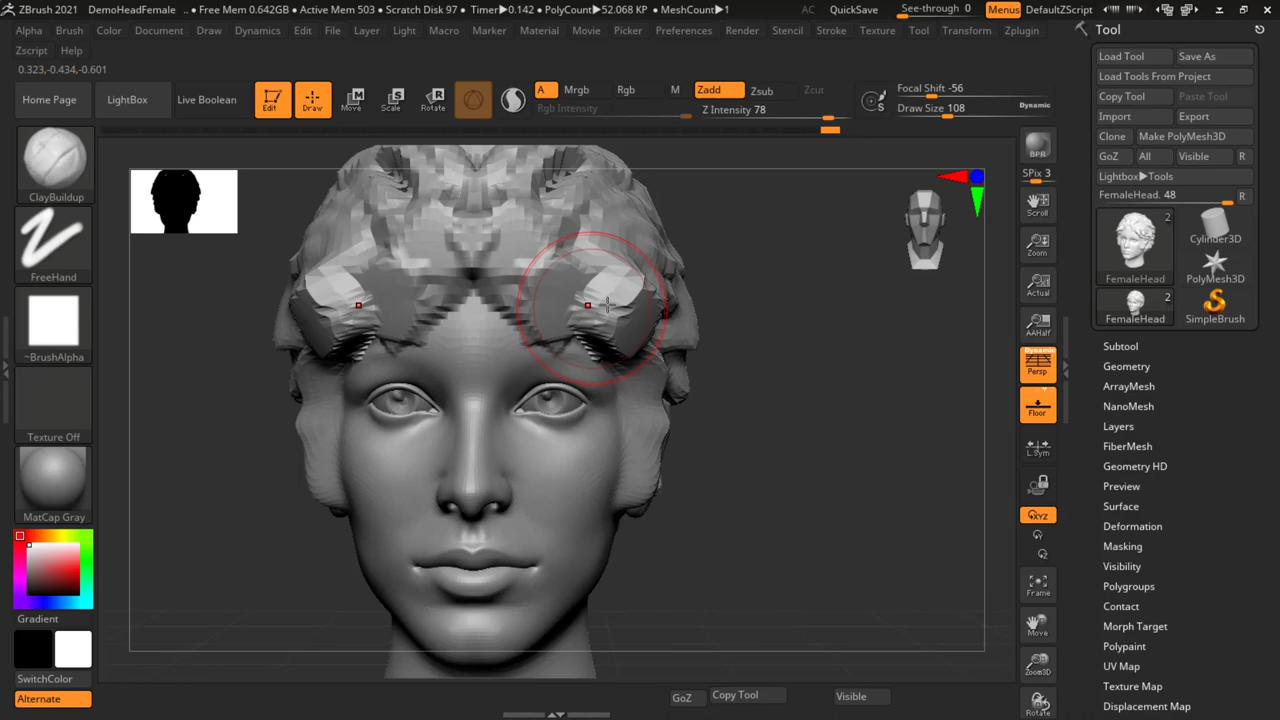 ZBrush 2021 DemoHeadFemale ● Free Mem 0.642GB ● Active Mem 503 ● Scratch Disk 97 ● Timer▶0.142 ● PolyCount▶52.068 KP ● MeshCount▶1 AC QuickSave See-through 0 Menus DefaultZScript
Alpha Brush Color Document Draw Dynamics Edit File Layer Light Macro Marker Material Movie Picker Preferences Render Stencil Stroke Texture Tool Transform Zplugin
Zscript Help
0.323,-0.434,-0.601
Home Page LightBox Live Boolean Edit Draw Move Scale Rotate
A Mrgb Rgb M Zadd Zsub Zcut
Rgb Intensity Z Intensity 78
S Focal Shift -56
Draw Size 108 Dynamic
ClayBuildup
FreeHand
~BrushAlpha
Texture Off
MatCap Gray
Gradient
SwitchColor
Alternate
BPR
SPix 3
Scroll
Zoom
Actual
AAHalf
Dynamic
Persp
Floor
L.Sym
XYZ
Y
Z
Frame
Move
Zoom3D
Rotate
GoZ Copy Tool Visible
Tool
Load Tool Save As
Load Tools From Project
Copy Tool Paste Tool
Import Export
Clone Make PolyMesh3D
GoZ All Visible R
Lightbox▶Tools
FemaleHead. 48 R
2
FemaleHead
Cylinder3D
PolyMesh3D
2
FemaleHead
SimpleBrush
Subtool
Geometry
ArrayMesh
NanoMesh
Layers
FiberMesh
Geometry HD
Preview
Surface
Deformation
Masking
Visibility
Polygroups
Contact
Morph Target
Polypaint
UV Map
Texture Map
Displacement Map